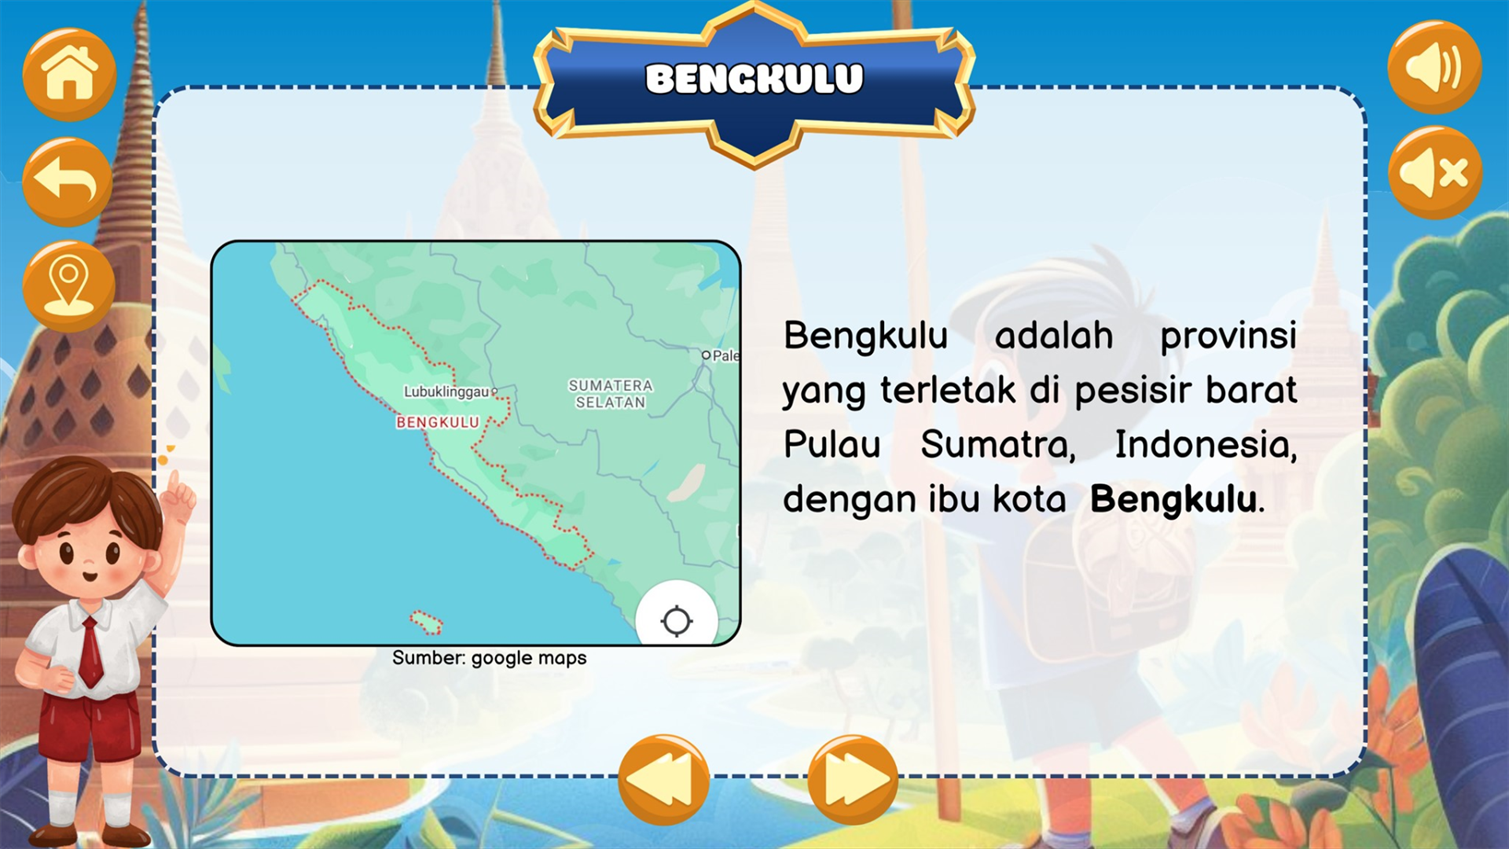 BENGKULU
Pale
Lubuklinggau
SUMATERA
SELATAN
BENGKULU
Sumber: google maps
Bengkulu adalah provinsi
yang terletak di pesisir barat
Pulau Sumatra, Indonesia,
dengan ibu kota Bengkulu.